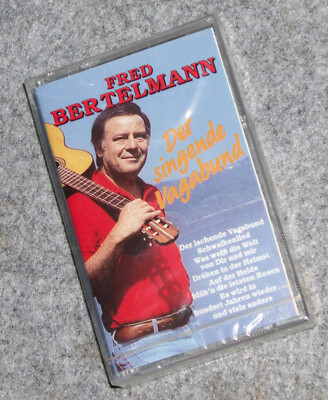 FRED
BERTELMANN
Der
singende
Vagabund
Der lachende Vagabund
Schwalbenlied
Was weiß die Welt
von Dir und mir
Drüben in der Heimat
Auf der Heide
blüh'n die letzten Rosen
Es wird in
hundert Jahren wieder...
und viele andere